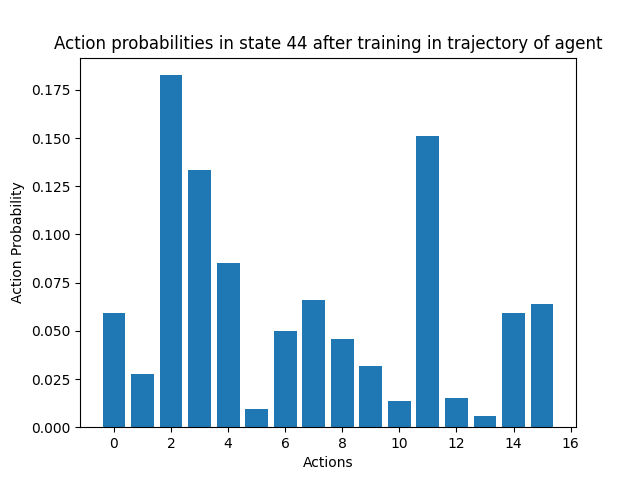 Action probabilities in state 44 after training in trajectory of agent
0.175
0.150
0.125
0.100
0.075
0.050
0.025
0.000
Action Probability
0 2 4 6 8 10 12 14 16
Actions